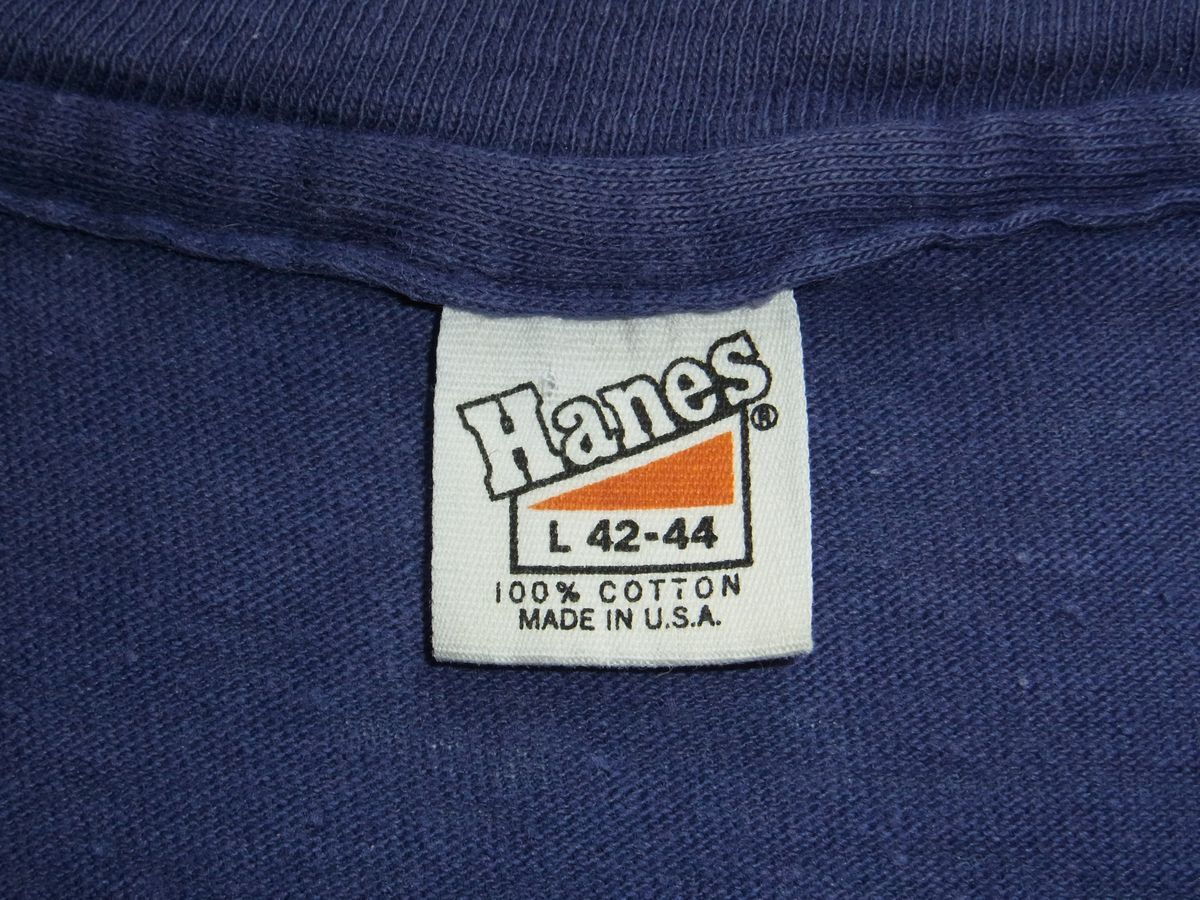 Hanes®
L 42-44
100% COTTON
MADE IN U.S.A.